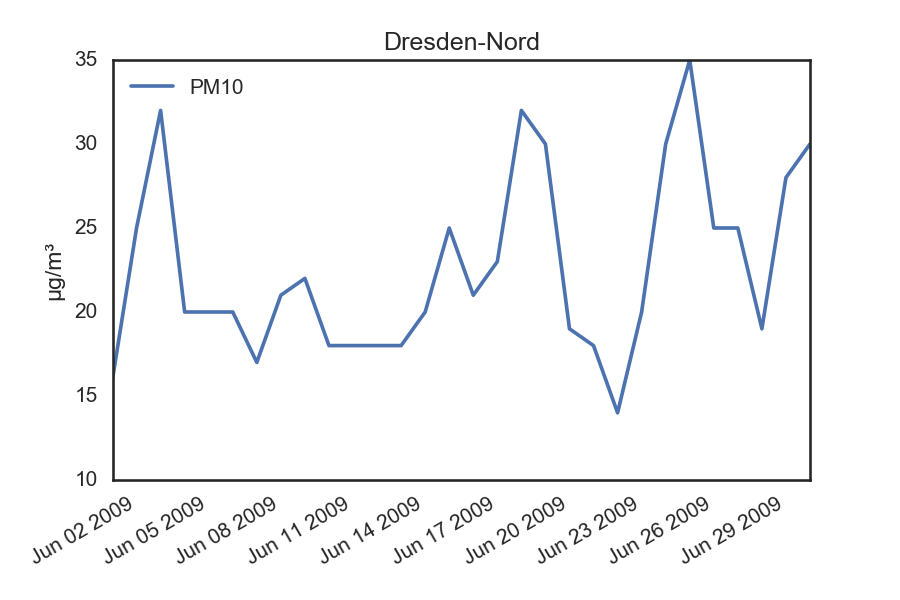 Dresden-Nord
35
PM10
30
25
µg/m³
20
15
10
Jun 02 2009
Jun 05 2009
Jun 08 2009
Jun 11 2009
Jun 14 2009
Jun 17 2009
Jun 20 2009
Jun 23 2009
Jun 26 2009
Jun 29 2009